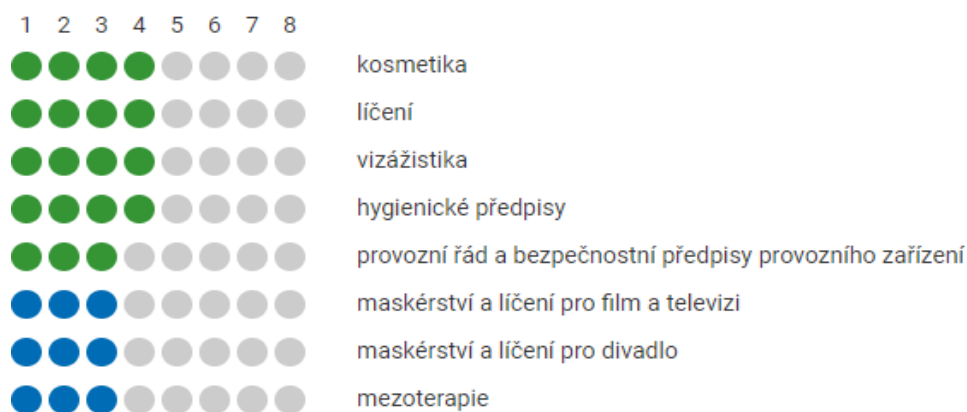 1 2 3 4 5 6 7 8
kosmetika
líčení
vizážistika
hygienické předpisy
provozní řád a bezpečnostní předpisy provozního zařízení
maskérství a líčení pro film a televizi
maskérství a líčení pro divadlo
mezoterapie